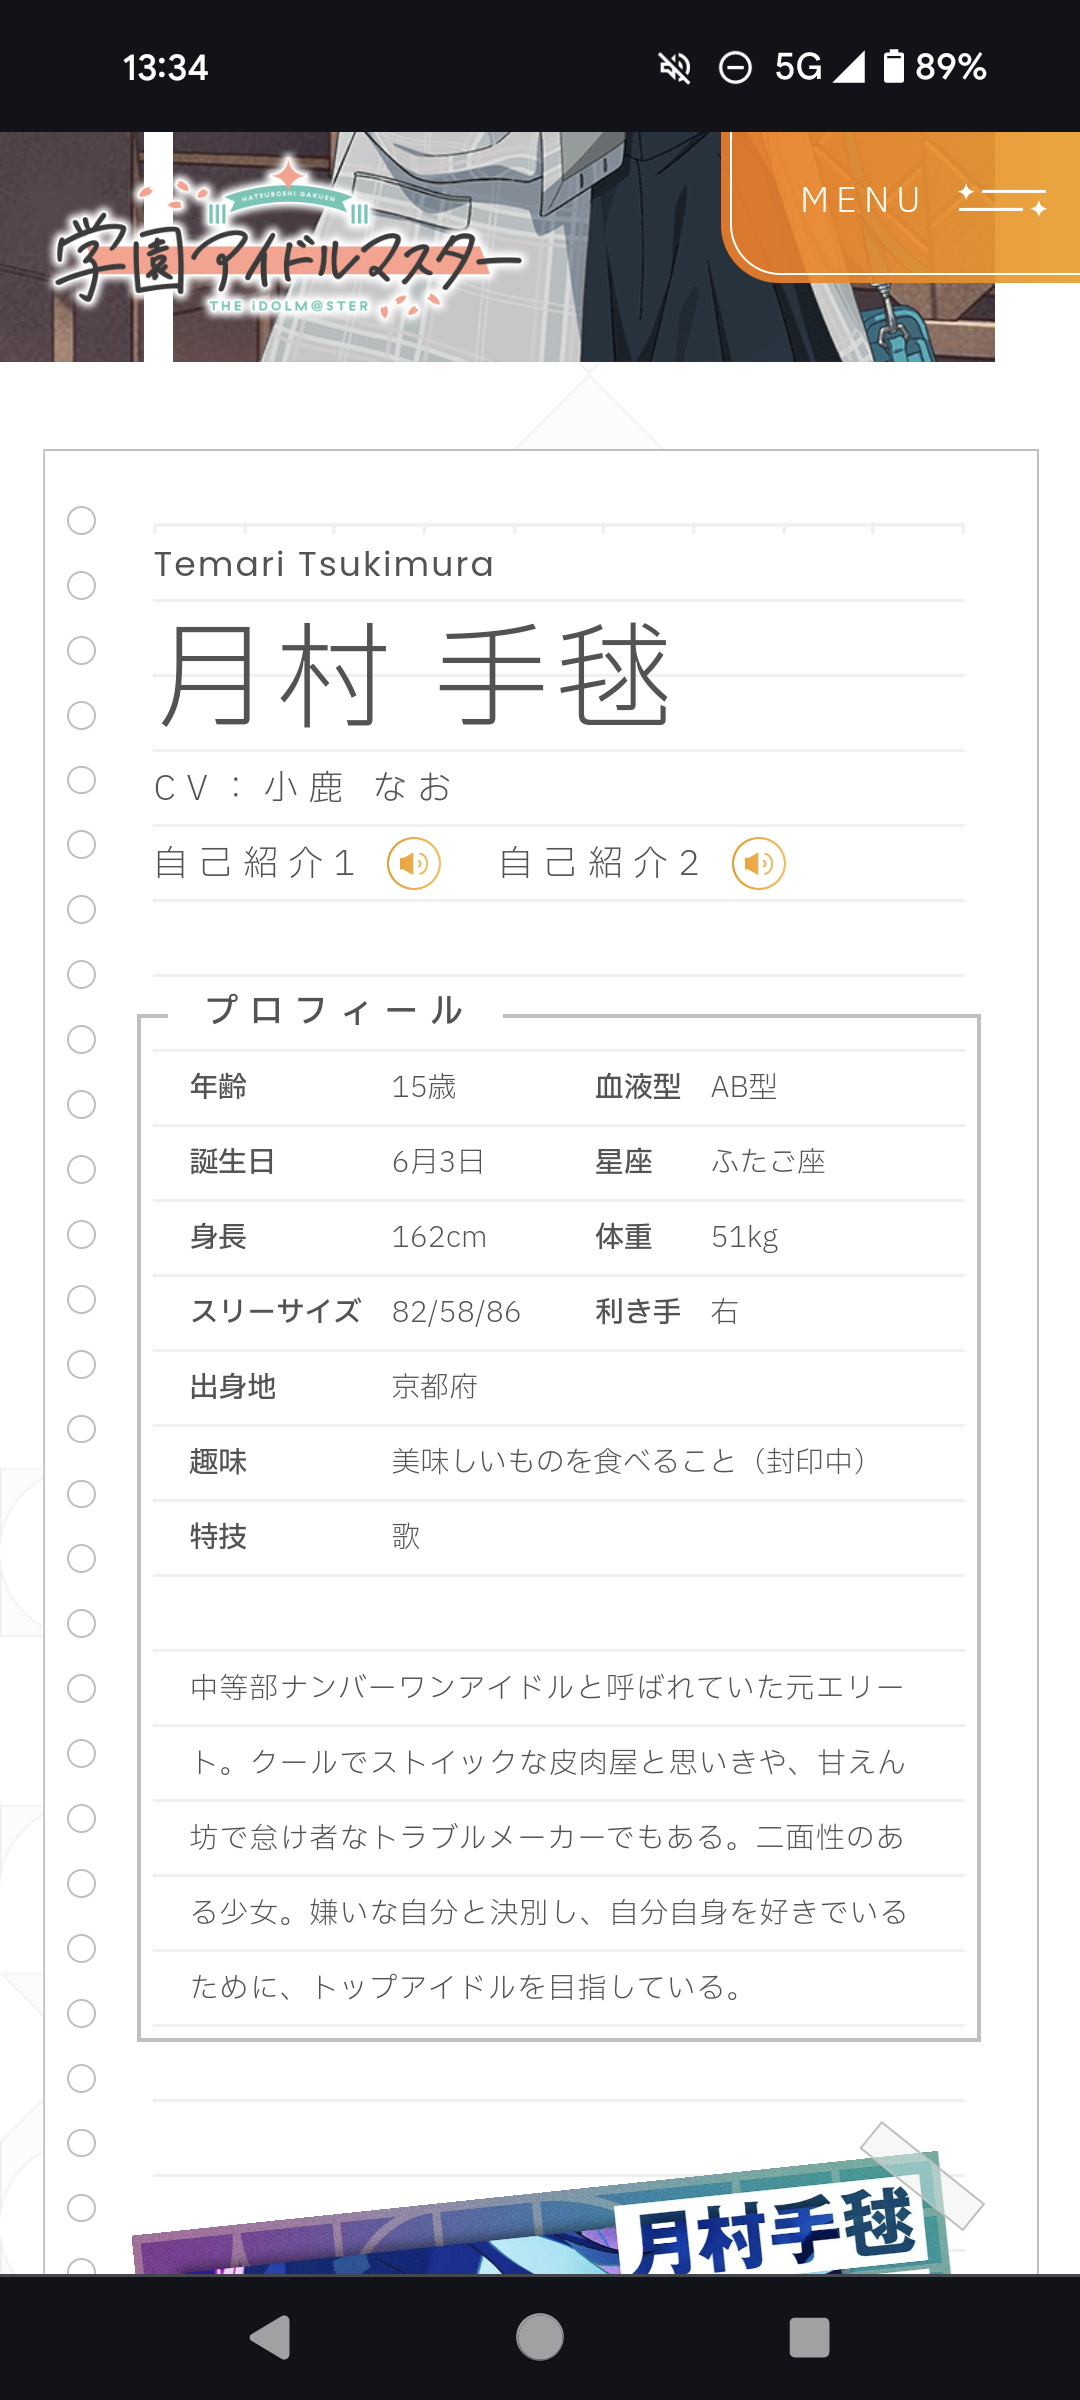 13:34
5G 89%
HATSUBOSHI GAKUEN
学園アイドルマスター
THE iDOLM@STER
MENU
Temari Tsukimura
月村 手毬
CV：小鹿 なお
自己紹介1 自己紹介2
プロフィール
年齢 15歳 血液型 AB型
誕生日 6月3日 星座 ふたご座
身長 162cm 体重 51kg
スリーサイズ 82/58/86 利き手 右
出身地 京都府
趣味 美味しいものを食べること（封印中）
特技 歌
中等部ナンバーワンアイドルと呼ばれていた元エリー
ト。クールでストイックな皮肉屋と思いきや、甘えん
坊で怠け者なトラブルメーカーでもある。二面性のあ
る少女。嫌いな自分と決別し、自分自身を好きでいる
ために、トップアイドルを目指している。
月村手毬